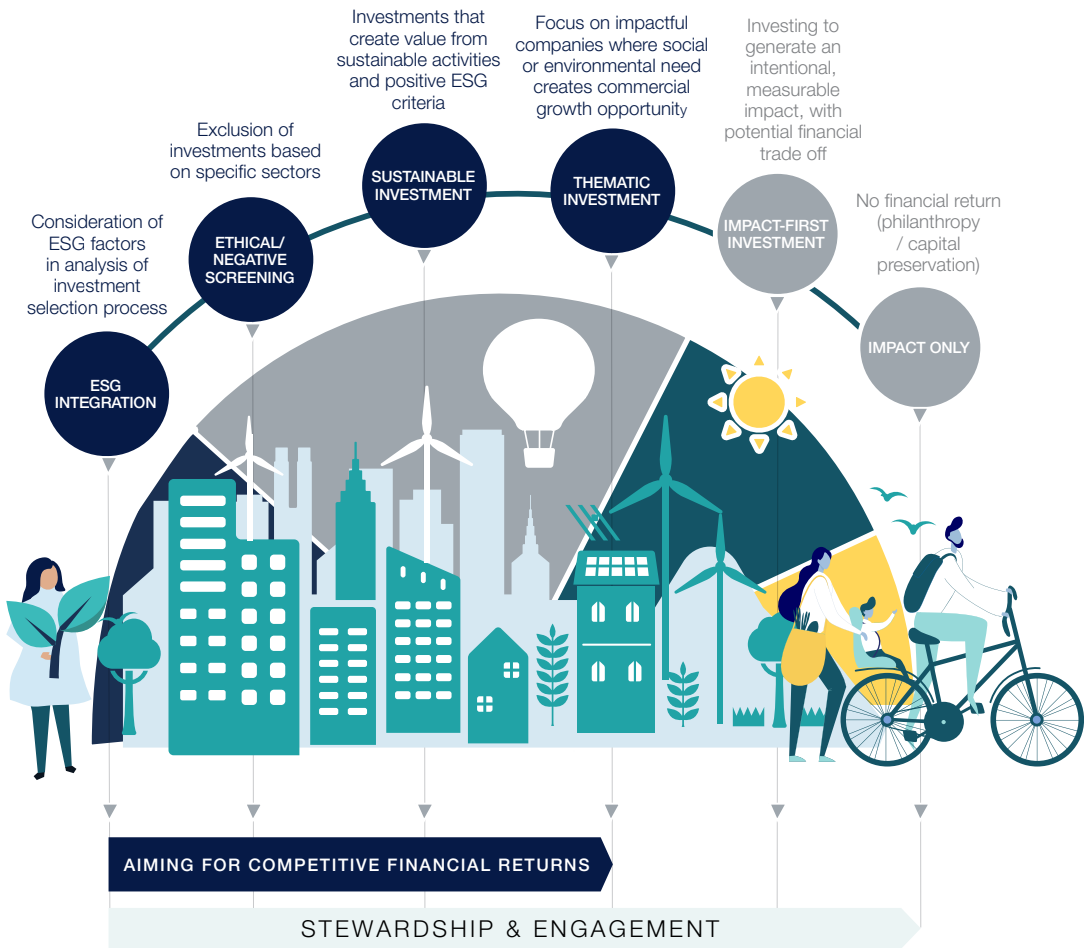 Consideration of
ESG factors
in analysis of
investment
selection process
ESG
INTEGRATION
Exclusion of
investments based
on specific sectors
ETHICAL/
NEGATIVE
SCREENING
Investments that
create value from
sustainable activities
and positive ESG
criteria
SUSTAINABLE
INVESTMENT
Focus on impactful
companies where social
or environmental need
creates commercial
growth opportunity
THEMATIC
INVESTMENT
Investing to
generate an
intentional,
measurable
impact, with
potential financial
trade off
IMPACT-FIRST
INVESTMENT
No financial return
(philanthropy
/ capital
preservation)
IMPACT ONLY
AIMING FOR COMPETITIVE FINANCIAL RETURNS
STEWARDSHIP & ENGAGEMENT